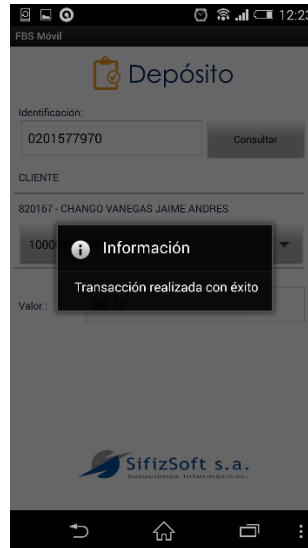 12:23
FBS Móvil
Depósito
Identificación:
0201577970
Consultar
CLIENTE
820167 - CHANGO VANEGAS JAIME ANDRES
1000
Información
Transacción realizada con éxito
Valor :
SifizSoft s.a.
Soluciones Informáticas.